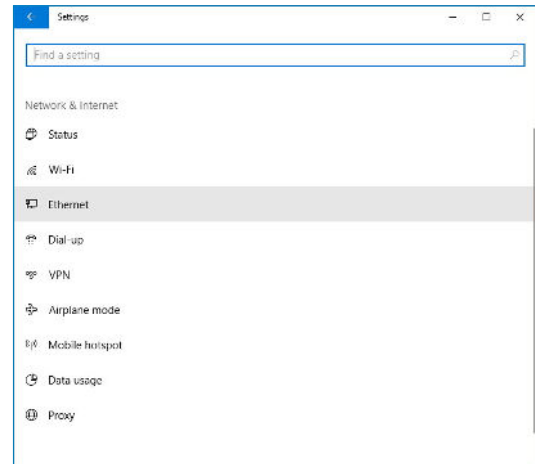 Settings
Find a setting
Network & Internet
Status
Wi-Fi
Ethernet
Dial-up
VPN
Airplane mode
Mobile hotspot
Data usage
Proxy